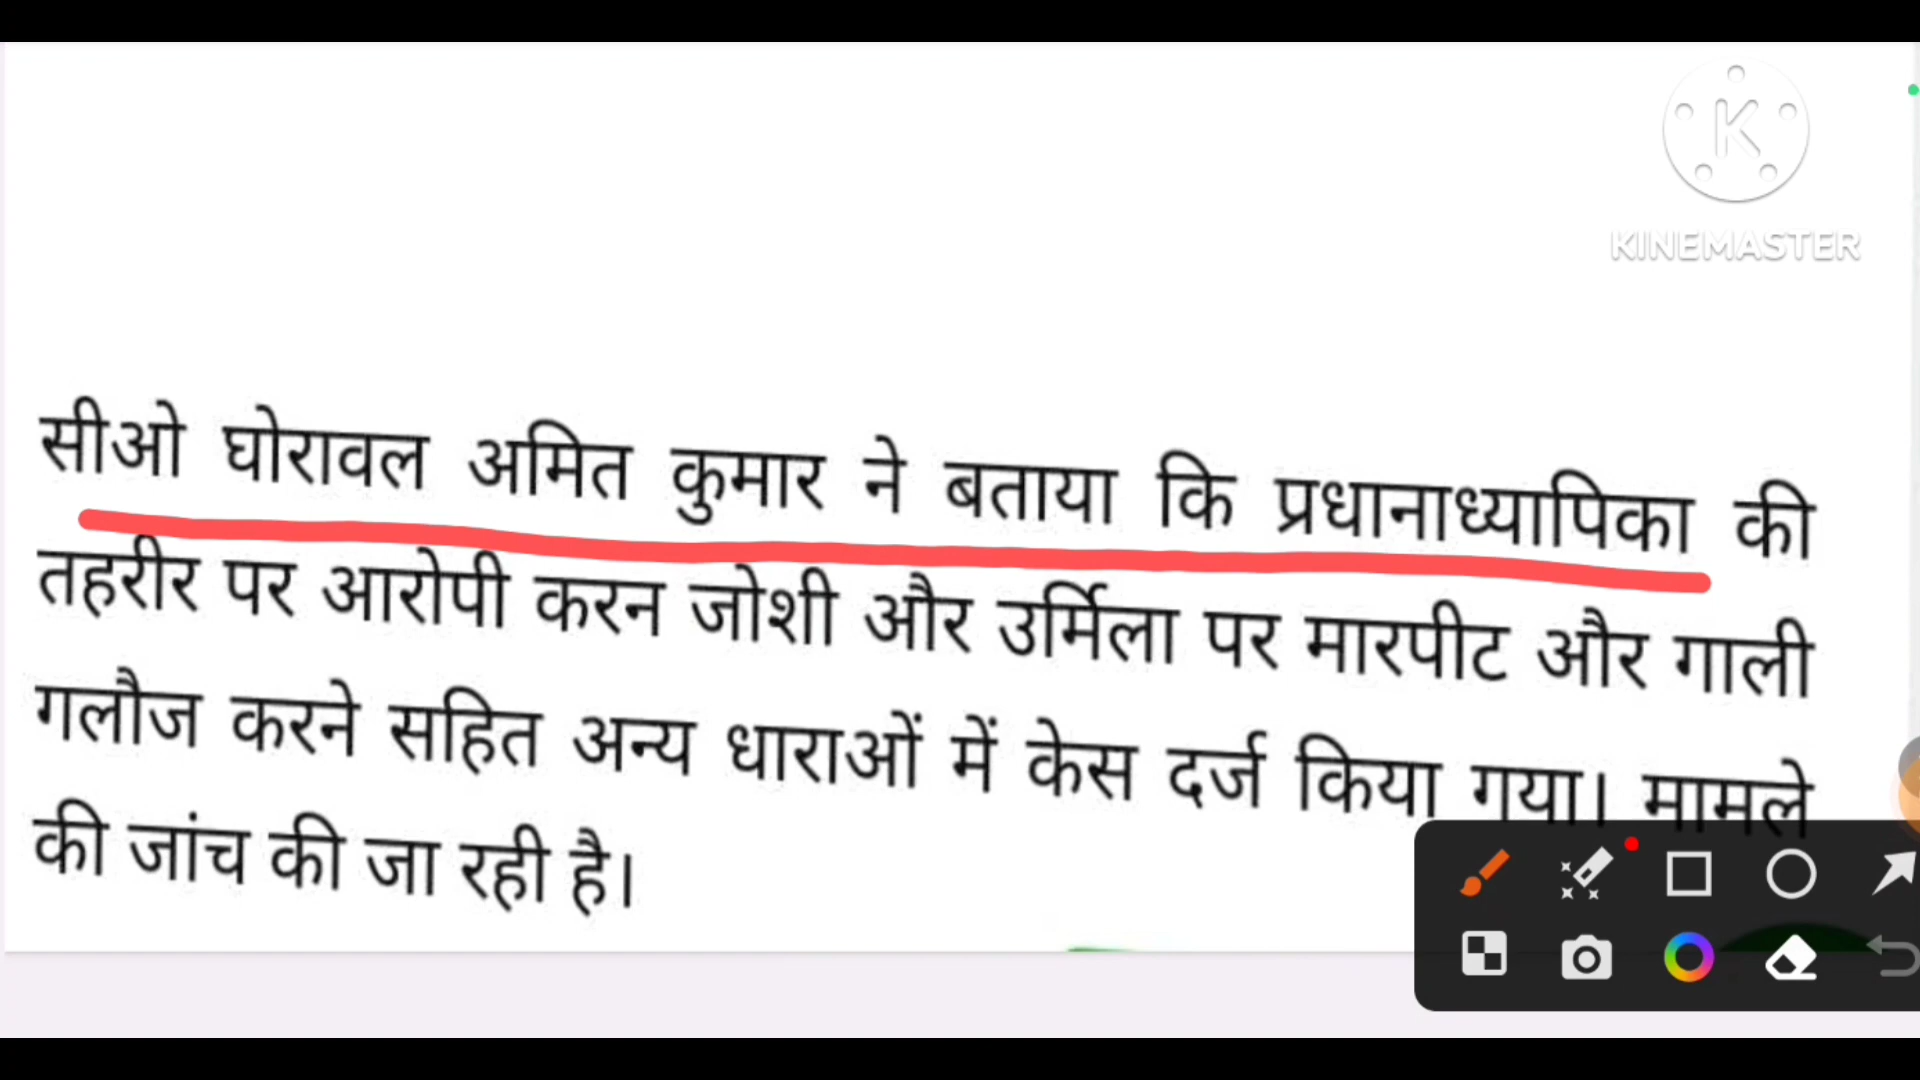 KINEMASTER
सीओ घोरावल अमित कुमार ने बताया कि प्रधानाध्यापिका की
तहरीर पर आरोपी करन जोशी और उर्मिला पर मारपीट और गाली
गलौज करने सहित अन्य धाराओं में केस दर्ज किया गया। मामले
की जांच की जा रही है।